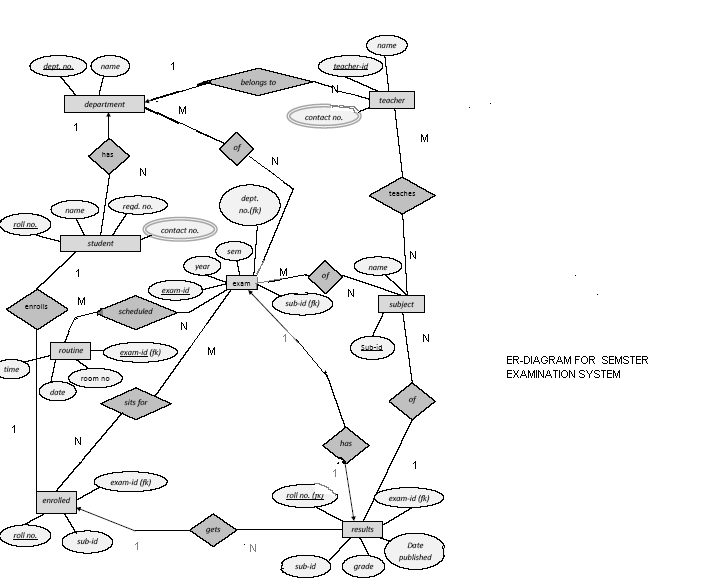 name
1
dept. no.
name
teacher-id
belongs to
N
department
teacher
M
contact no.
1
M
of
has
N
N
teaches
dept.
no.(fk)
name
regd. no.
roll no.
contact no.
student
sem
N
year
name
1
M
of
exam
exam-id
N
M
sub-id (fk)
subject
enrolls
scheduled
N
1
N
routine
exam-id (fk)
M
Sub-id
time
room no
ER-DIAGRAM FOR SEMSTER
EXAMINATION SYSTEM
date
sits for
of
1
N
has
1
1
exam-id (fk)
roll no. (pk)
exam-id (fk)
enrolled
gets
results
roll no.
sub-id
1
N
Date
published
sub-id
grade